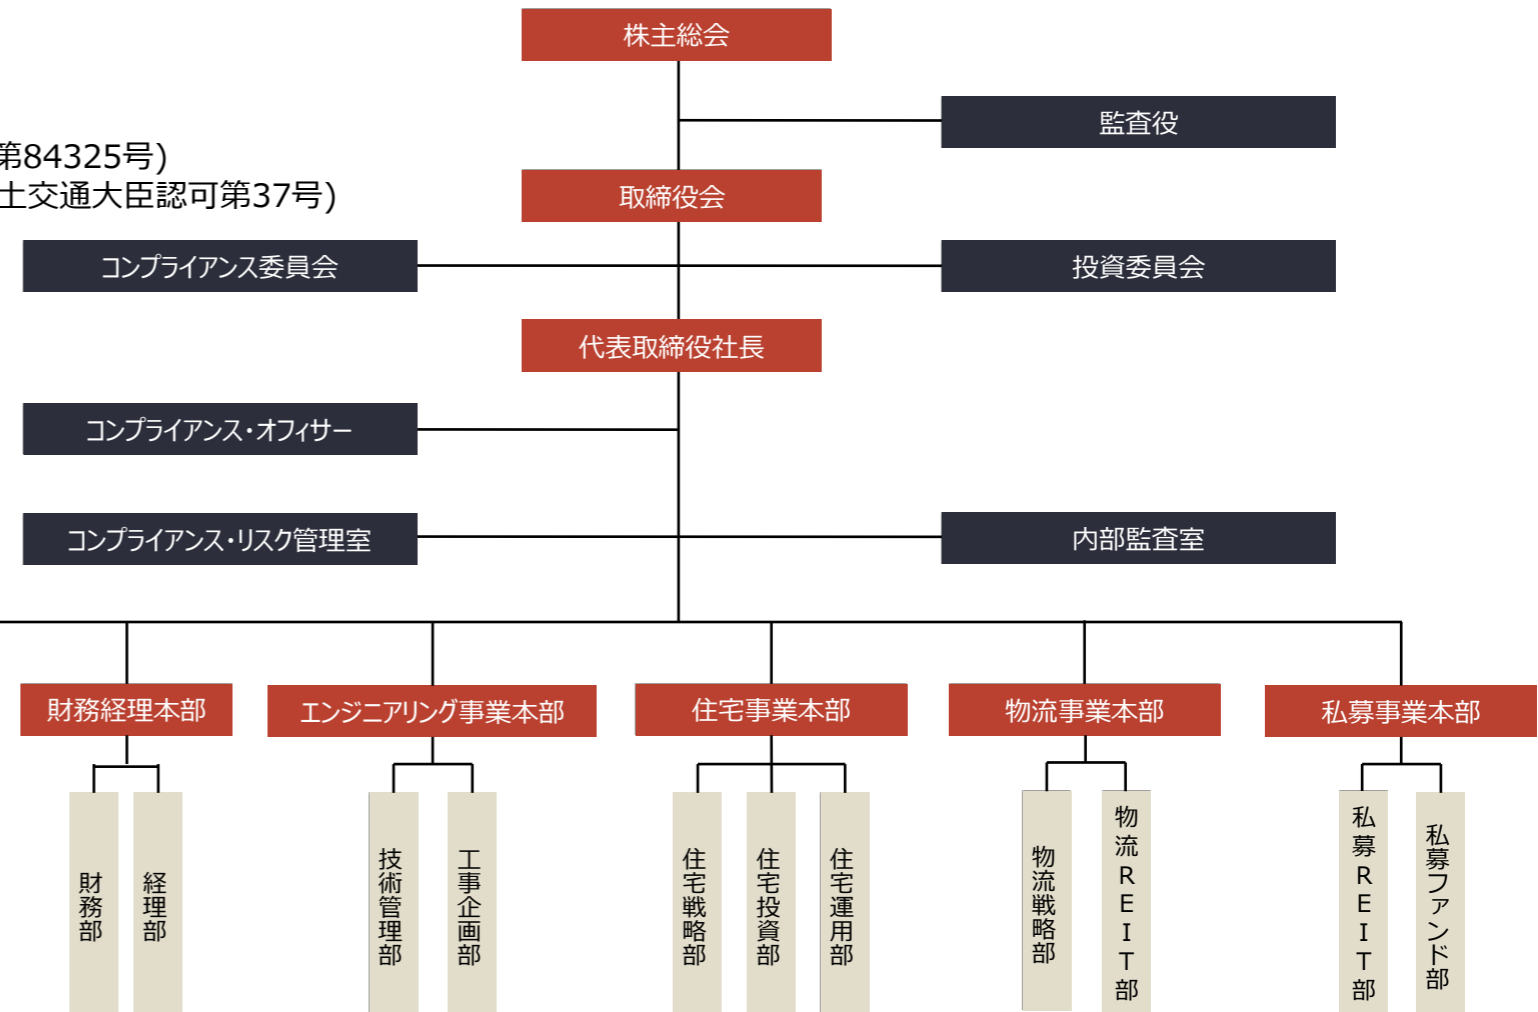 株主総会
監査役
第84325号)
土交通大臣認可第37号)
取締役会
コンプライアンス委員会
投資委員会
代表取締役社長
コンプライアンス・オフィサー
コンプライアンス・リスク管理室
内部監査室
財務経理本部
エンジニアリング事業本部
住宅事業本部
物流事業本部
私募事業本部
財務部
経理部
技術管理部
工事企画部
住宅戦略部
住宅投資部
住宅運用部
物流戦略部
物流REIT部
私募REIT部
私募ファンド部